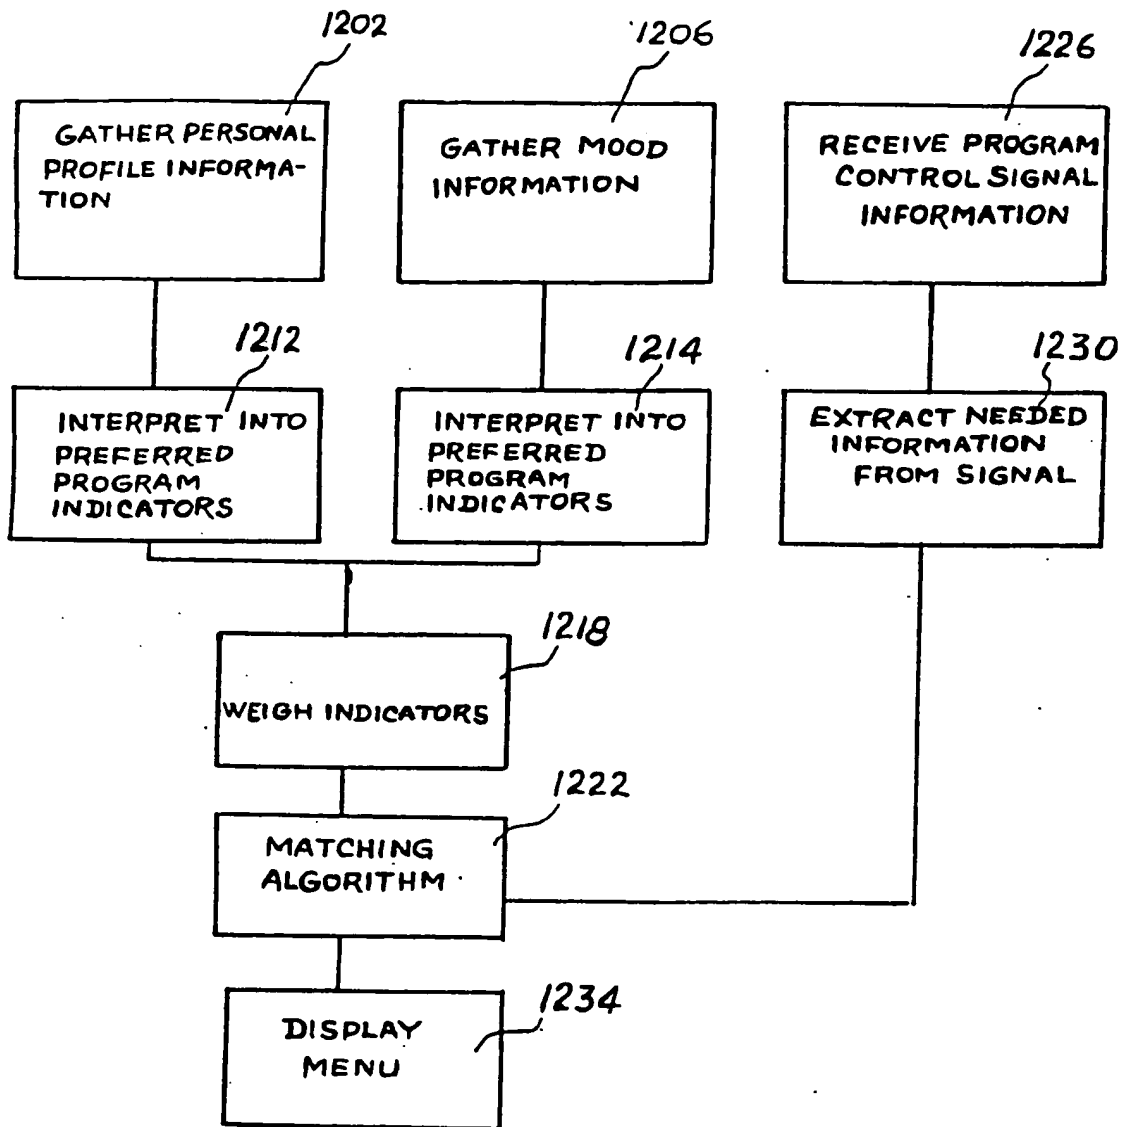 1202
1206
1226
GATHER PERSONAL
PROFILE INFORMA-
TION
GATHER MOOD
INFORMATION
RECEIVE PROGRAM
CONTROL SIGNAL
INFORMATION
1212
1214
1230
INTERPRET INTO
PREFERRED
PROGRAM
INDICATORS
INTERPRET INTO
PREFERRED
PROGRAM
INDICATORS
EXTRACT NEEDED
INFORMATION
FROM SIGNAL
1218
WEIGH INDICATORS
1222
MATCHING
ALGORITHM
1234
DISPLAY
MENU